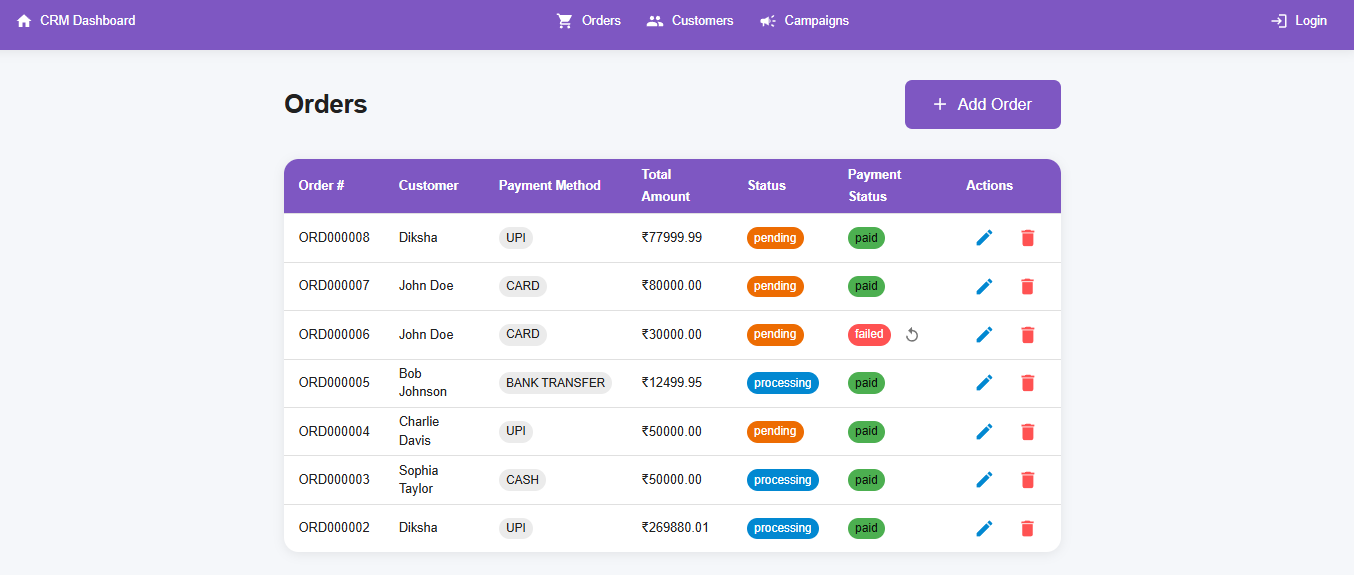 CRM Dashboard Orders Customers Campaigns Login
Orders + Add Order
Order # Customer Payment Method Total Amount Status Payment Status Actions
ORD000008 Diksha UPI ₹77999.99 pending paid
ORD000007 John Doe CARD ₹80000.00 pending paid
ORD000006 John Doe CARD ₹30000.00 pending failed
ORD000005 Bob Johnson BANK TRANSFER ₹12499.95 processing paid
ORD000004 Charlie Davis UPI ₹50000.00 pending paid
ORD000003 Sophia Taylor CASH ₹50000.00 processing paid
ORD000002 Diksha UPI ₹269880.01 processing paid